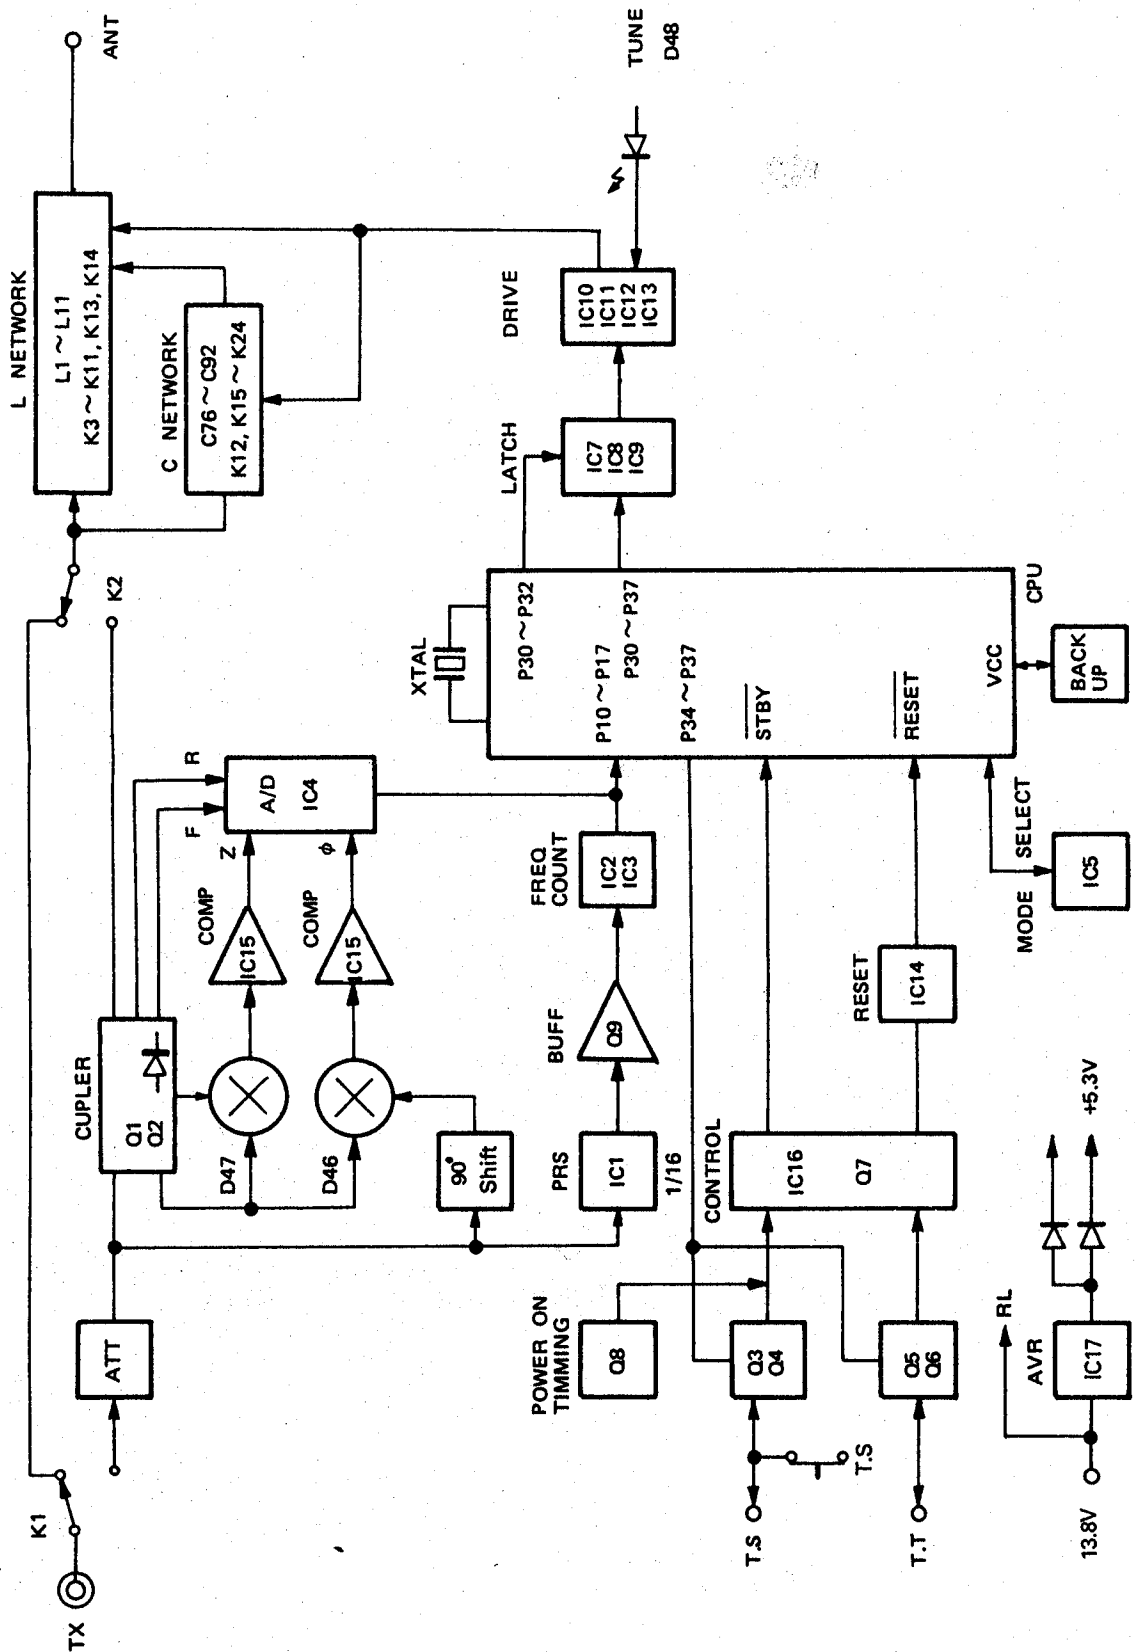 TX
K1
ATT
CUPLER
Q1
Q2
D47
D46
90° Shift
COMP
IC15
COMP
IC15
Z
F
R
φ
A/D
IC4
K2
L NETWORK
L1～L11
K3～K11, K13, K14
C NETWORK
C76～C92
K12, K15～K24
ANT
PRS
IC1
1/16
BUFF
Q9
FREQ
COUNT
IC2
IC3
XTAL
P30～P32
P10～P17
P30～P37
P34～P37
STBY
RESET
VCC
CPU
BACK
UP
LATCH
IC7
IC8
IC9
DRIVE
IC10
IC11
IC12
IC13
TUNE
D48
POWER ON
TIMMING
Q8
Q3
Q4
Q5
Q6
T.S
T.S
T.T
CONTROL
IC16
Q7
RESET
IC14
MODE SELECT
IC5
13.8V
RL
AVR
IC17
+5.3V